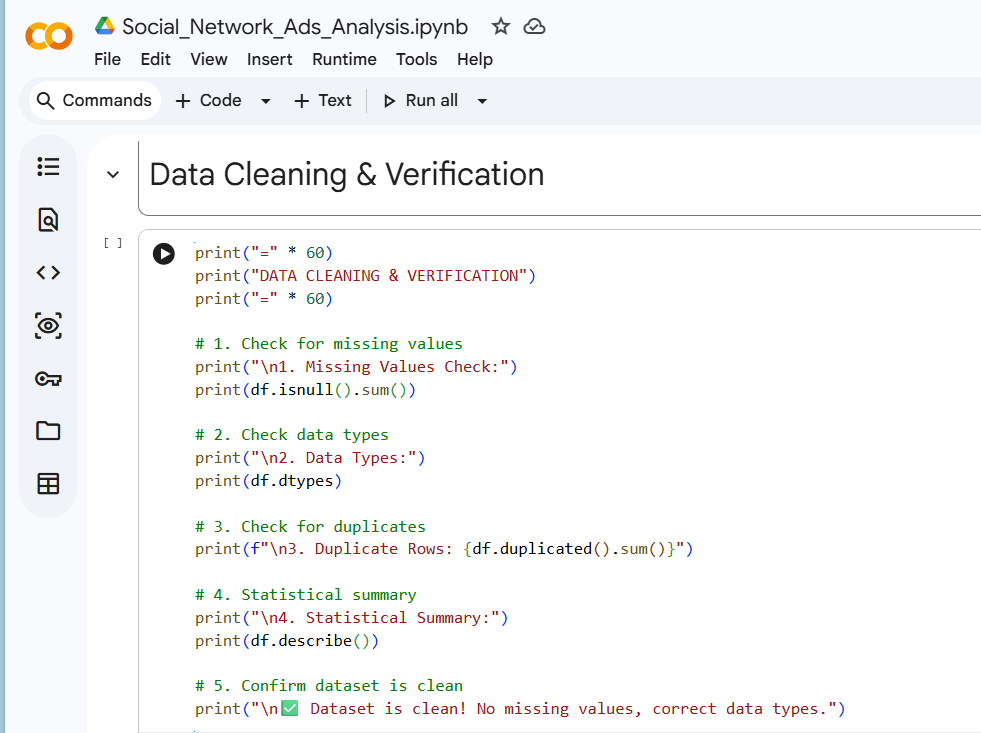 Social_Network_Ads_Analysis.ipynb
File Edit View Insert Runtime Tools Help
Commands + Code + Text Run all
Data Cleaning & Verification
[ ]
print("=" * 60)
print("DATA CLEANING & VERIFICATION")
print("=" * 60)
# 1. Check for missing values
print("\n1. Missing Values Check:")
print(df.isnull().sum())
# 2. Check data types
print("\n2. Data Types:")
print(df.dtypes)
# 3. Check for duplicates
print(f"\n3. Duplicate Rows: {df.duplicated().sum()}")
# 4. Statistical summary
print("\n4. Statistical Summary:")
print(df.describe())
# 5. Confirm dataset is clean
print("\n✅ Dataset is clean! No missing values, correct data types.")